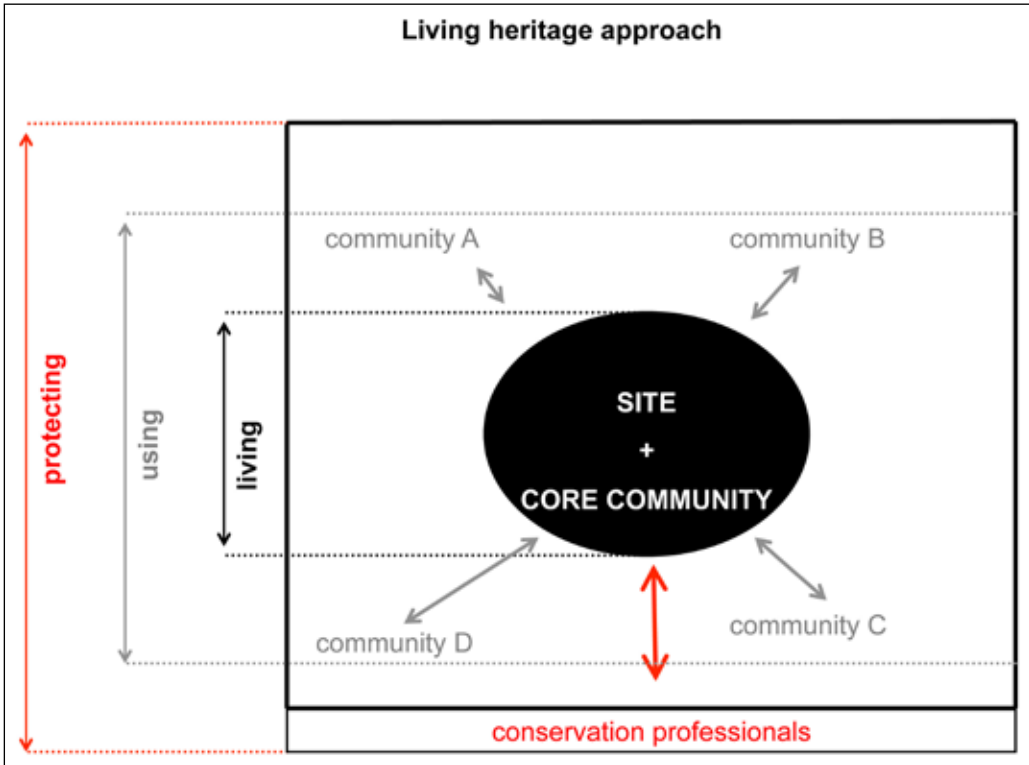 Living heritage approach
community A
community B
protecting
using
living
SITE
+
CORE COMMUNITY
community D
community C
conservation professionals